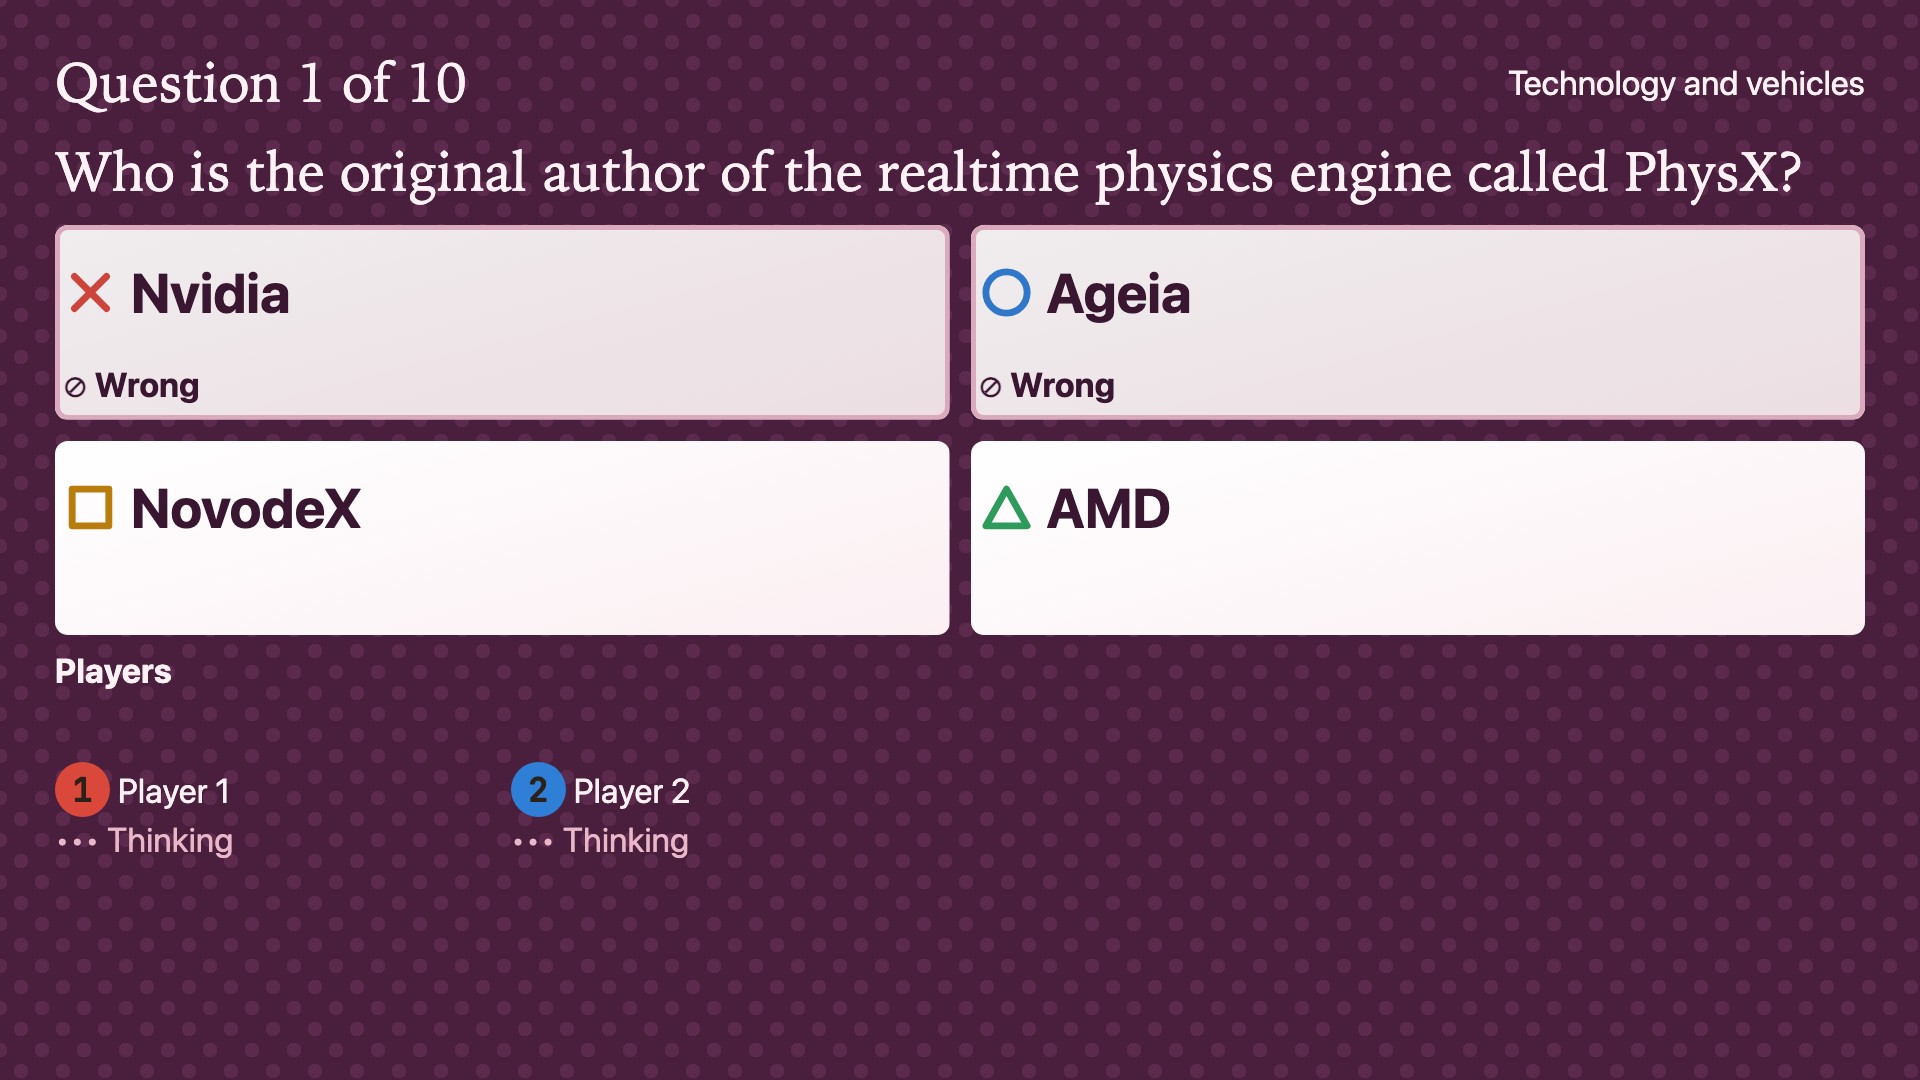 Question 1 of 10
Technology and vehicles
Who is the original author of the realtime physics engine called PhysX?
Nvidia
Wrong
Ageia
Wrong
NovodeX
AMD
Players
1 Player 1
Thinking
2 Player 2
Thinking